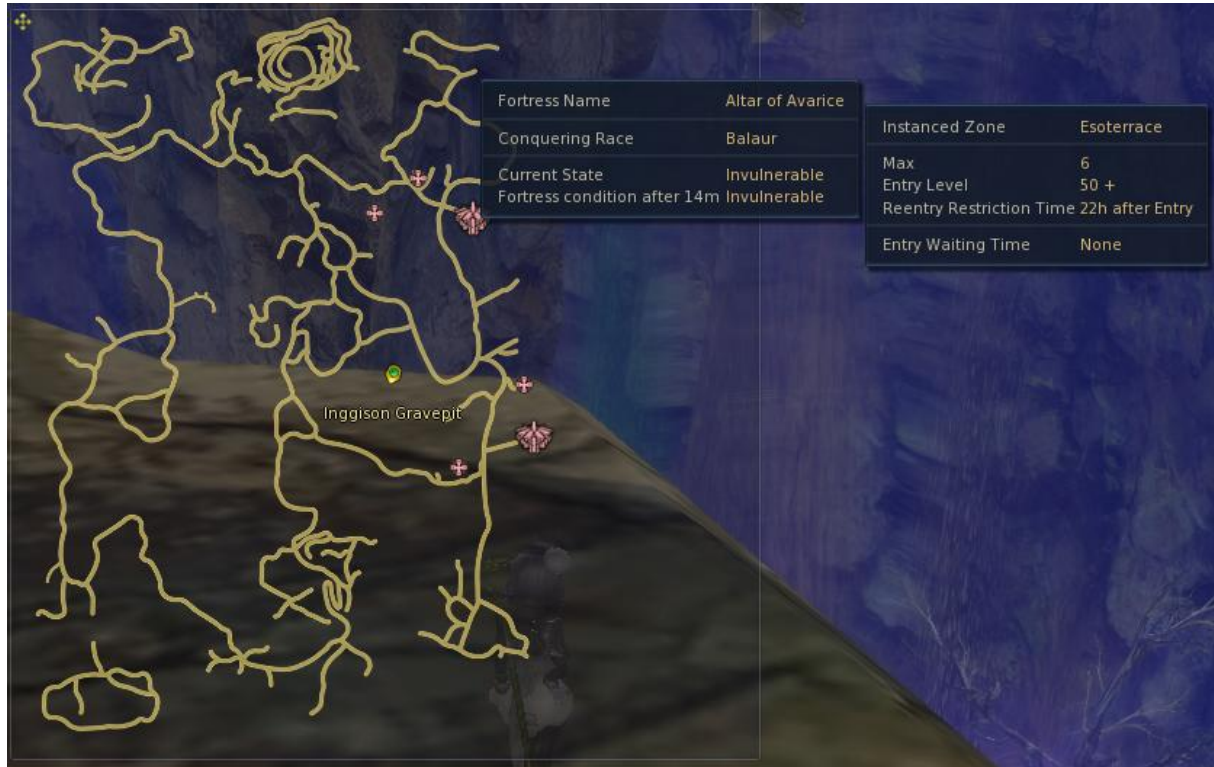 Fortress Name Altar of Avarice
Conquering Race Balaur
Current State Invulnerable
Fortress condition after 14m Invulnerable
Instanced Zone Esoterrace
Max 6
Entry Level 50 +
Reentry Restriction Time 22h after Entry
Entry Waiting Time None
Inggison Gravepit